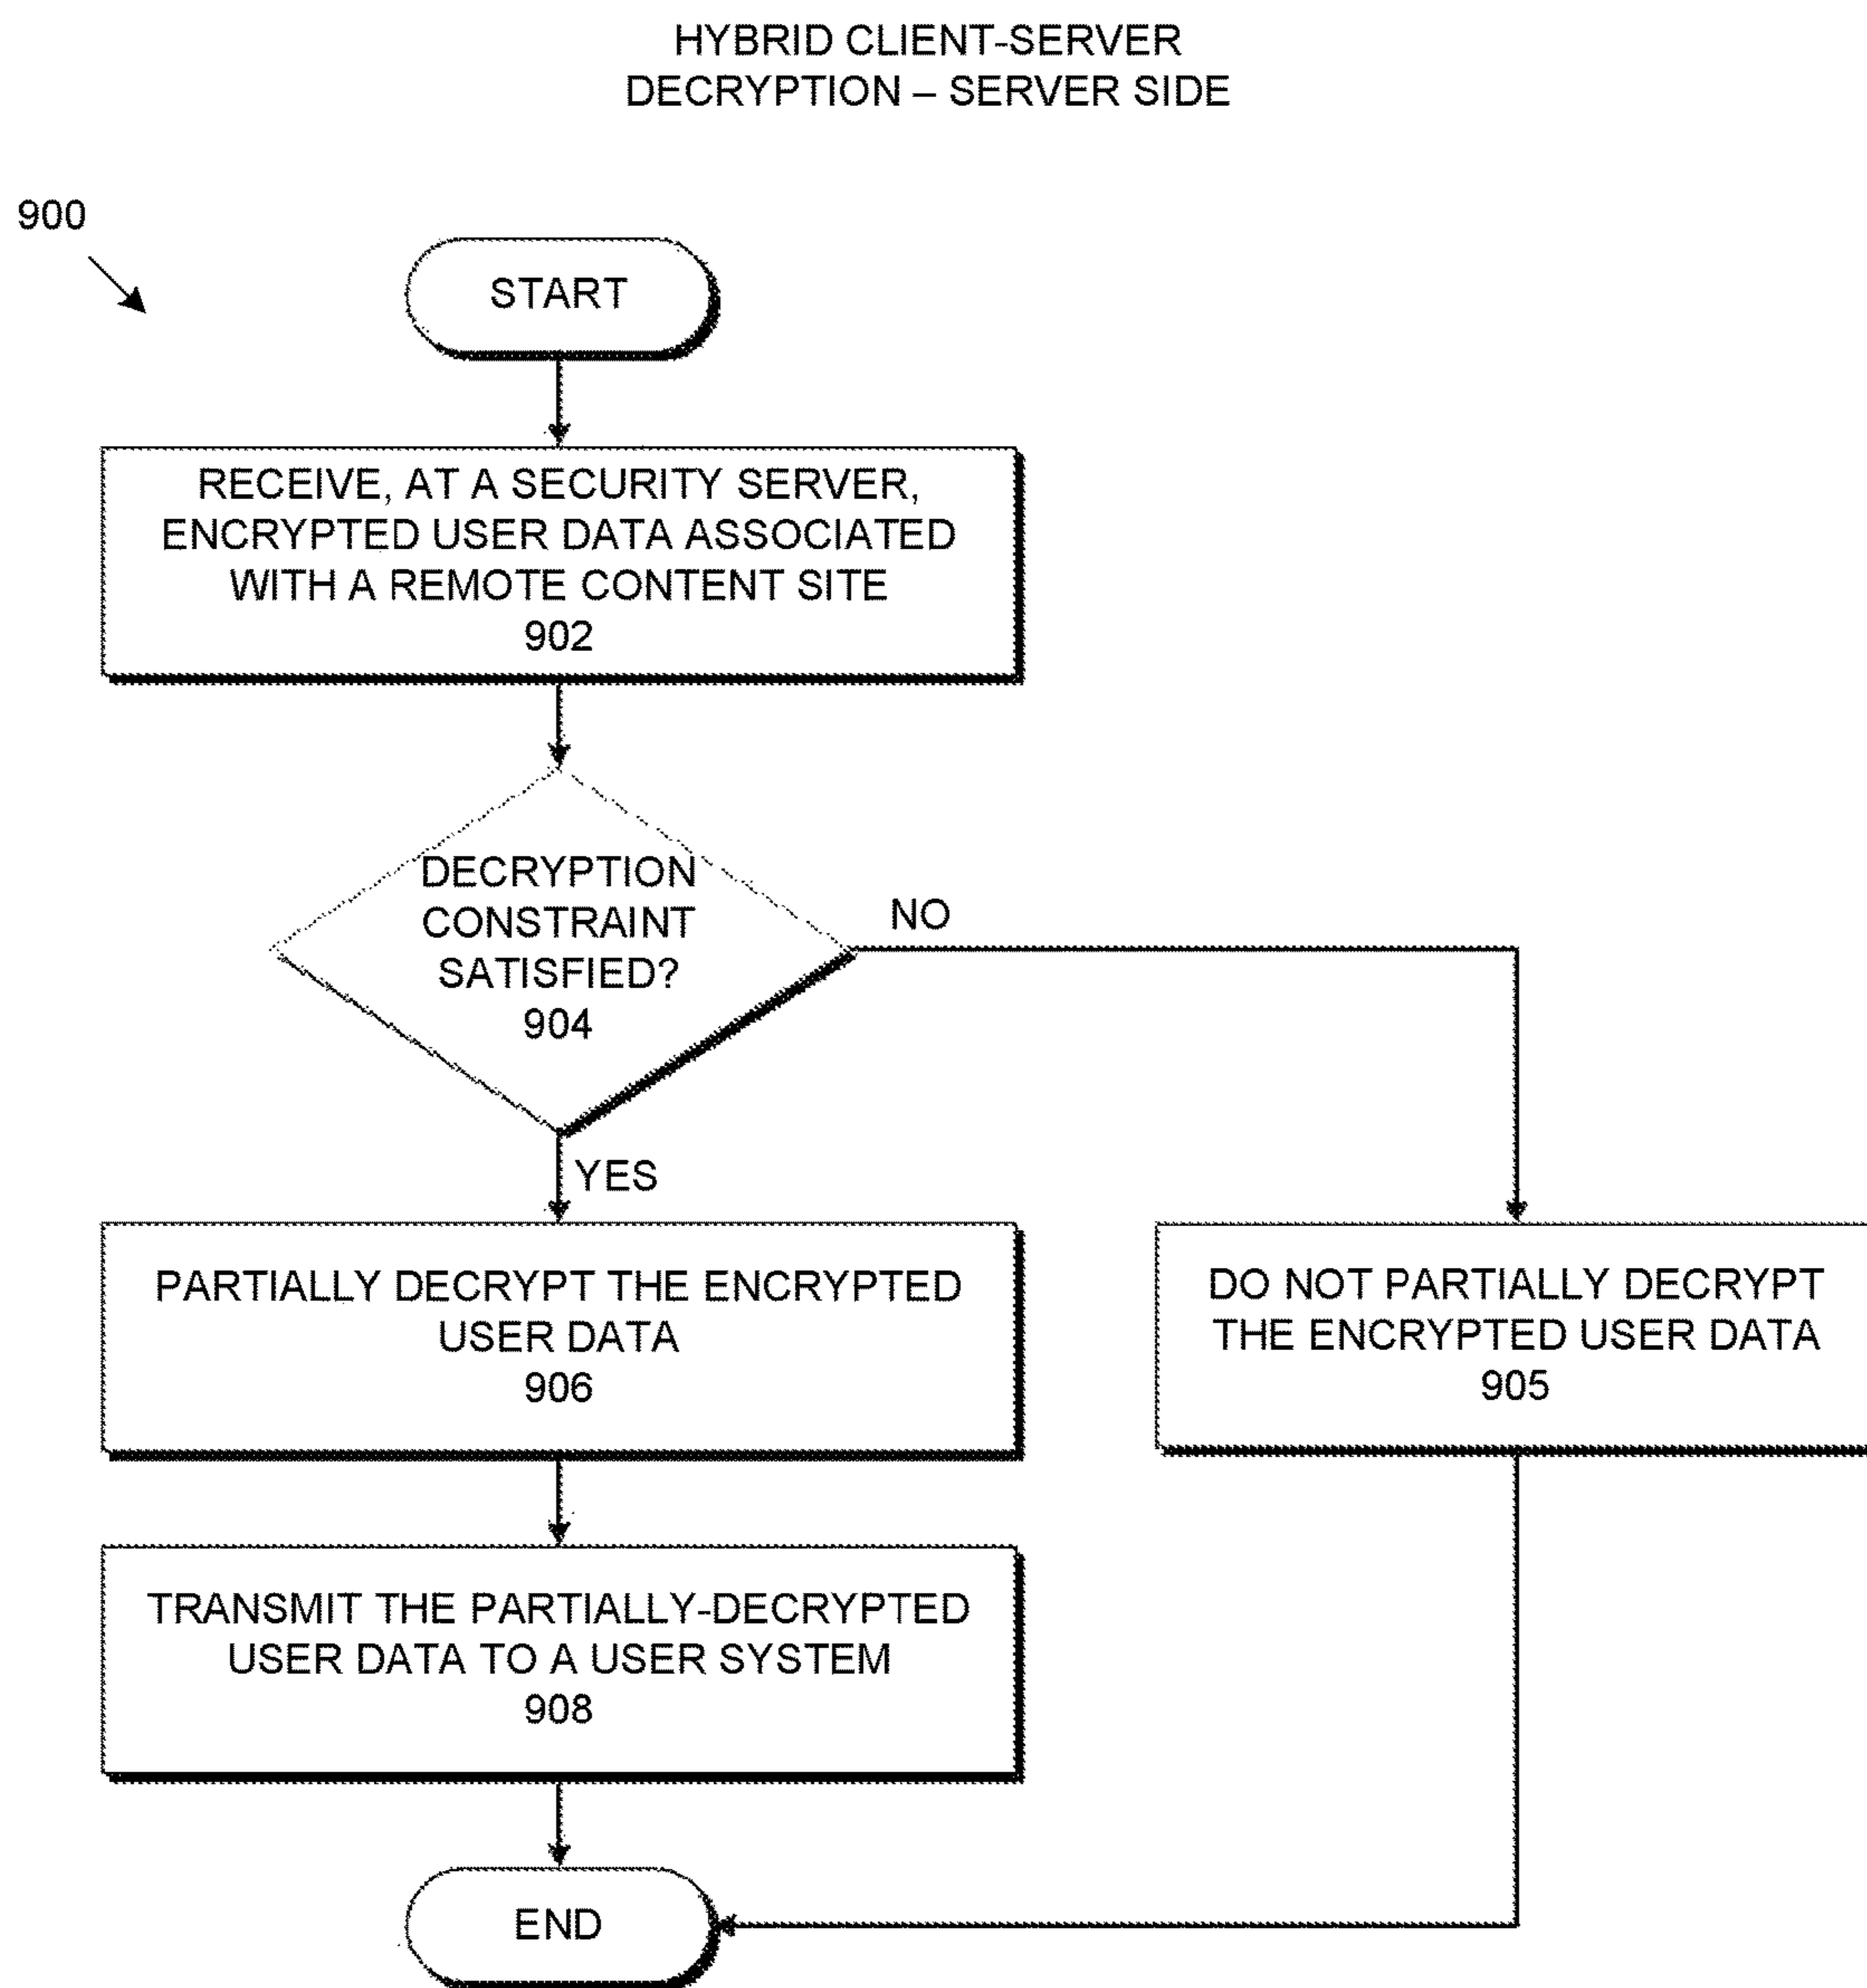 HYBRID CLIENT-SERVER
DECRYPTION – SERVER SIDE
900
START
RECEIVE, AT A SECURITY SERVER,
ENCRYPTED USER DATA ASSOCIATED
WITH A REMOTE CONTENT SITE
902
DECRYPTION
CONSTRAINT
SATISFIED?
904
NO
YES
PARTIALLY DECRYPT THE ENCRYPTED
USER DATA
906
DO NOT PARTIALLY DECRYPT
THE ENCRYPTED USER DATA
905
TRANSMIT THE PARTIALLY-DECRYPTED
USER DATA TO A USER SYSTEM
908
END